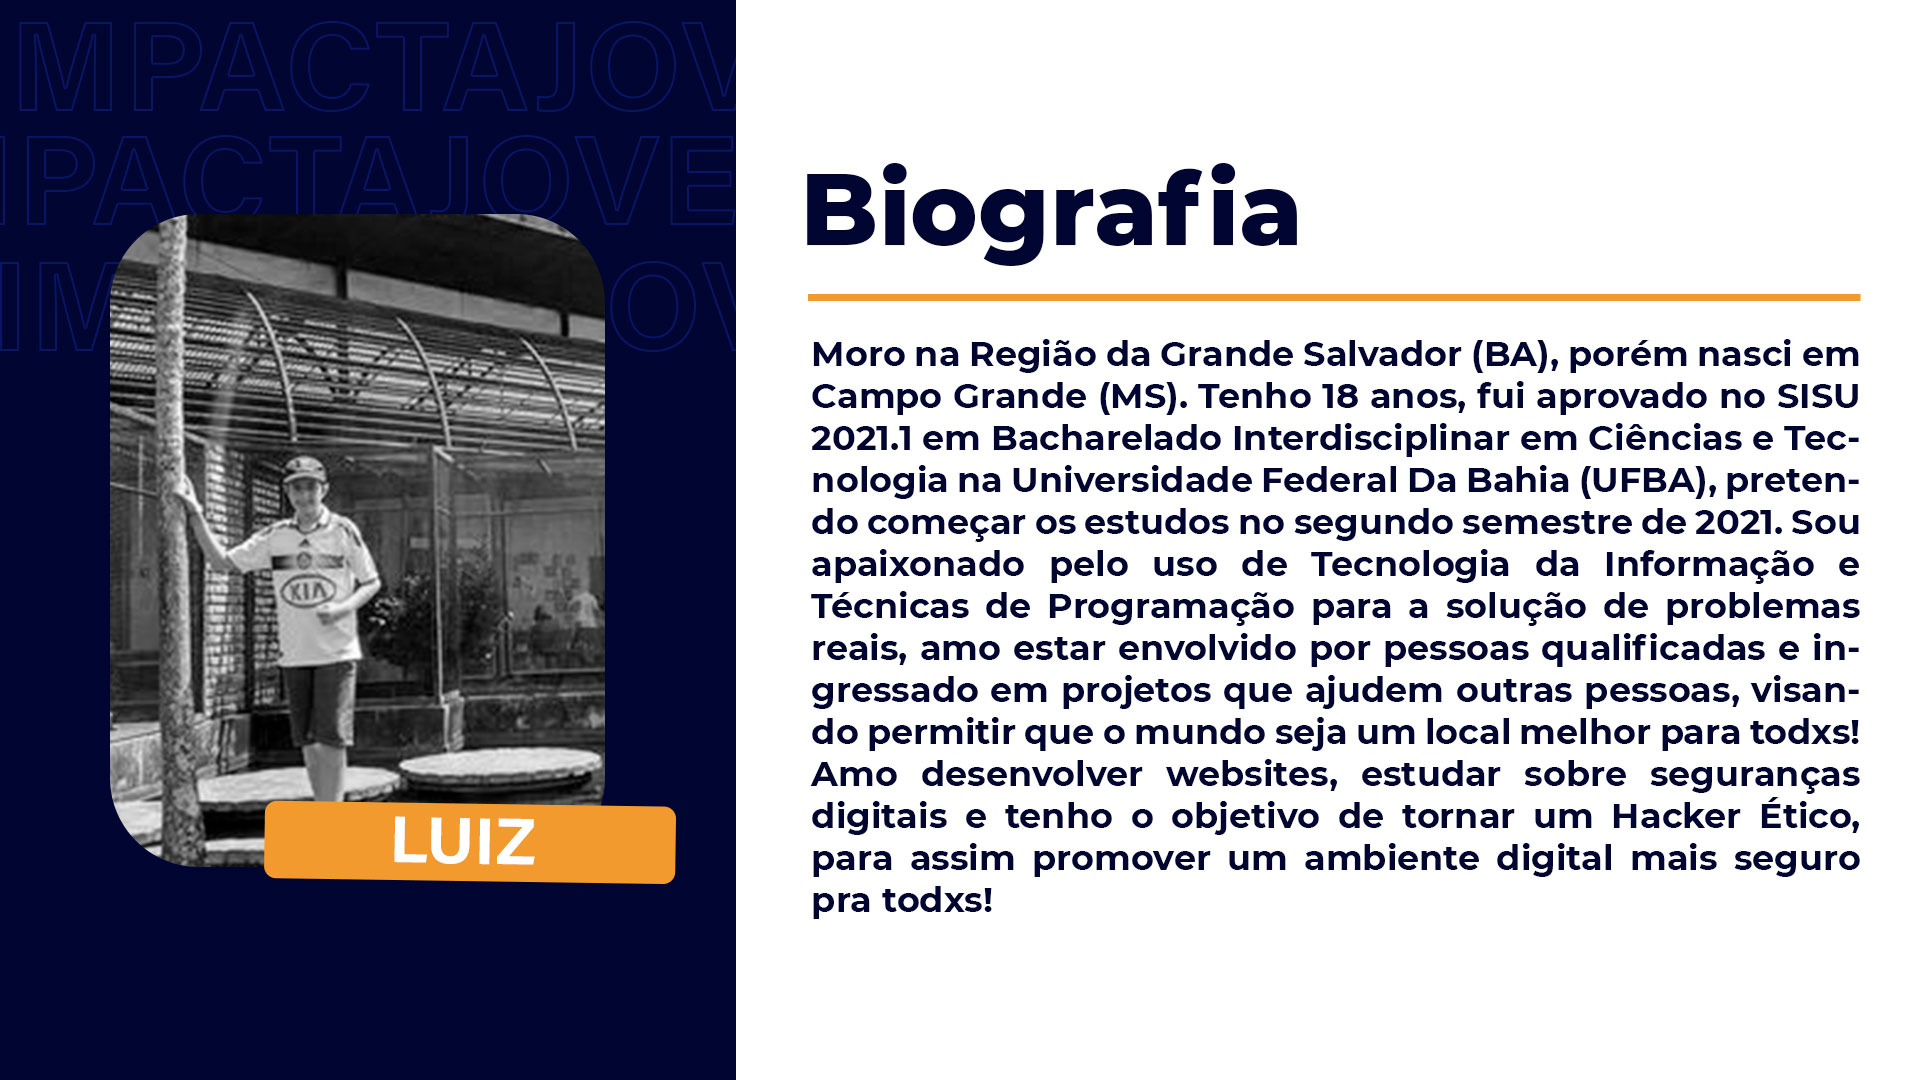 MPACTAJOV
MPACTAJOVE
IM
OV
KIA
LUIZ
Biografia
Moro na Região da Grande Salvador (BA), porém nasci em
Campo Grande (MS). Tenho 18 anos, fui aprovado no SISU
2021.1 em Bacharelado Interdisciplinar em Ciências e Tec-
nologia na Universidade Federal Da Bahia (UFBA), preten-
do começar os estudos no segundo semestre de 2021. Sou
apaixonado pelo uso de Tecnologia da Informação e
Técnicas de Programação para a solução de problemas
reais, amo estar envolvido por pessoas qualificadas e in-
gressado em projetos que ajudem outras pessoas, visan-
do permitir que o mundo seja um local melhor para todxs!
Amo desenvolver websites, estudar sobre seguranças
digitais e tenho o objetivo de tornar um Hacker Ético,
para assim promover um ambiente digital mais seguro
pra todxs!